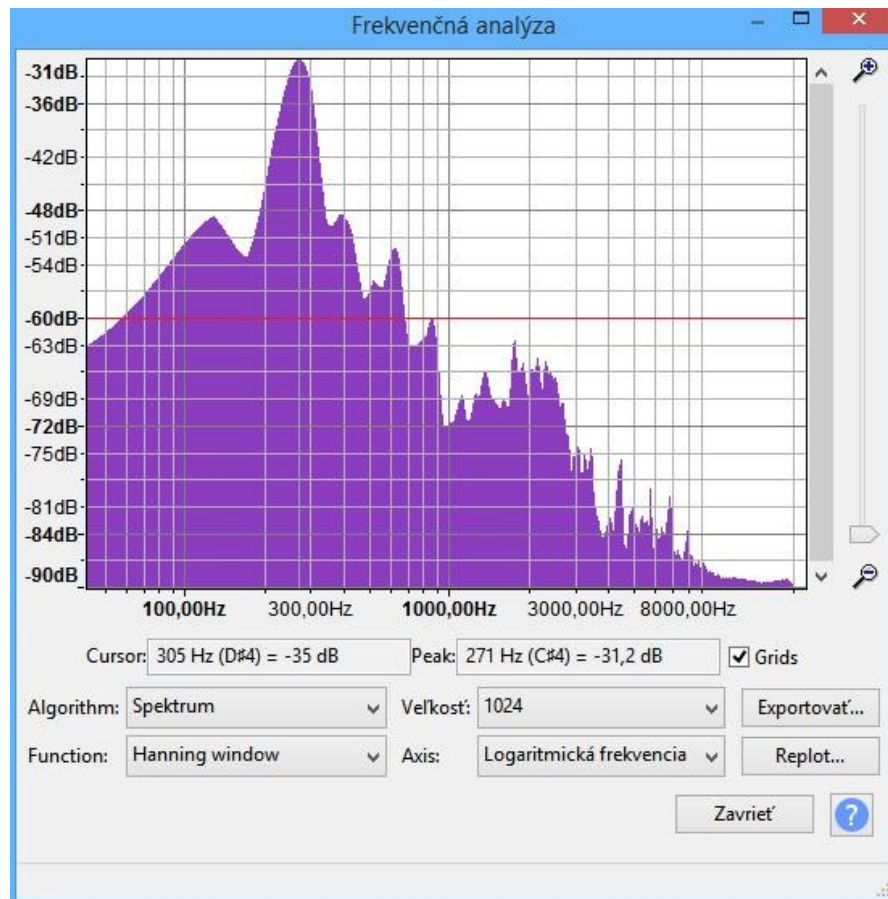 Frekvenčná analýza
-31dB
-36dB
-42dB
-48dB
-51dB
-54dB
-60dB
-63dB
-69dB
-72dB
-75dB
-81dB
-84dB
-90dB
100,00Hz 300,00Hz 1000,00Hz 3000,00Hz 8000,00Hz
Cursor: 305 Hz (D♯4) = -35 dB Peak: 271 Hz (C♯4) = -31,2 dB Grids
Algorithm: Spektrum Veľkosť: 1024 Exportovať...
Function: Hanning window Axis: Logaritmická frekvencia Replot...
Zavrieť ?